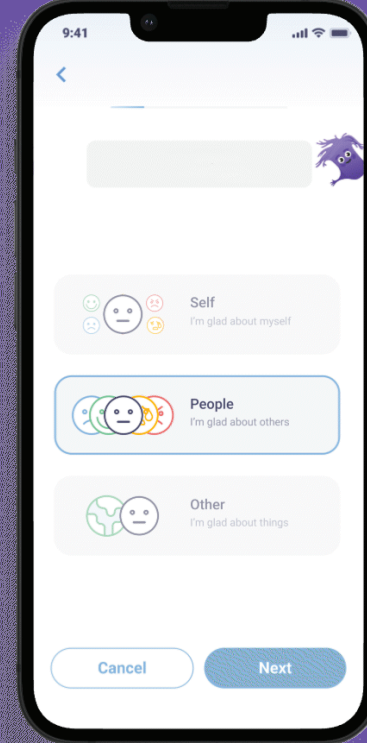 9:41
Self
I'm glad about myself
People
I'm glad about others
Other
I'm glad about things
Cancel
Next